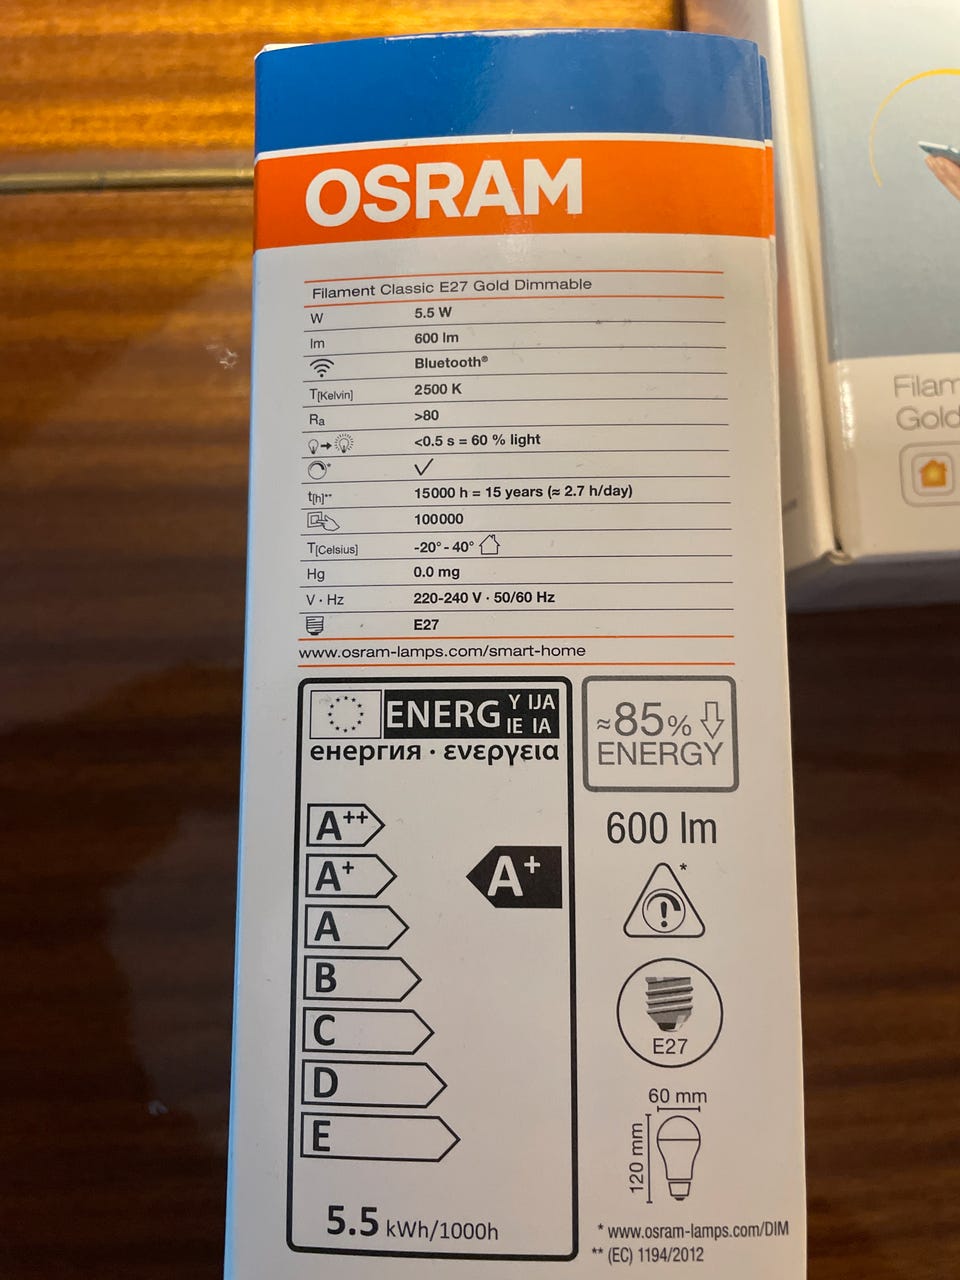 OSRAM
Filament Classic E27 Gold Dimmable
W 5.5 W
lm 600 lm
Bluetooth®
T[Kelvin] 2500 K
Ra >80
<0.5 s = 60 % light
*
t[h]** 15000 h = 15 years (≈ 2.7 h/day)
100000
T[Celsius] -20° - 40°
Hg 0.0 mg
V · Hz 220-240 V · 50/60 Hz
E27
www.osram-lamps.com/smart-home
ENERG Y IJA
IE IA
енергия · ενεργεια
A++
A+
A+
A
B
C
D
E
5.5 kWh/1000h
≈85%
ENERGY
600 lm
*
E27
60 mm
120 mm
* www.osram-lamps.com/DIM
** (EC) 1194/2012
Gold